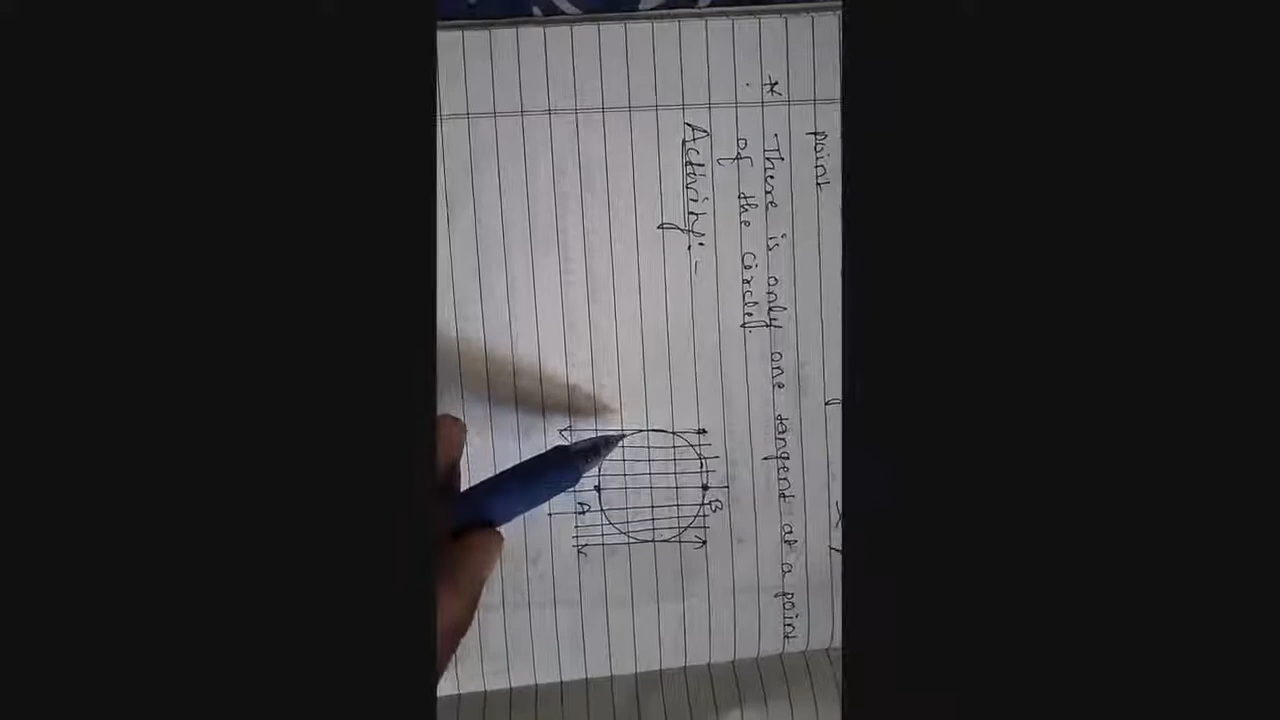 point
* There is only one tangent at a point
of the circle.
Activity:-
B
A